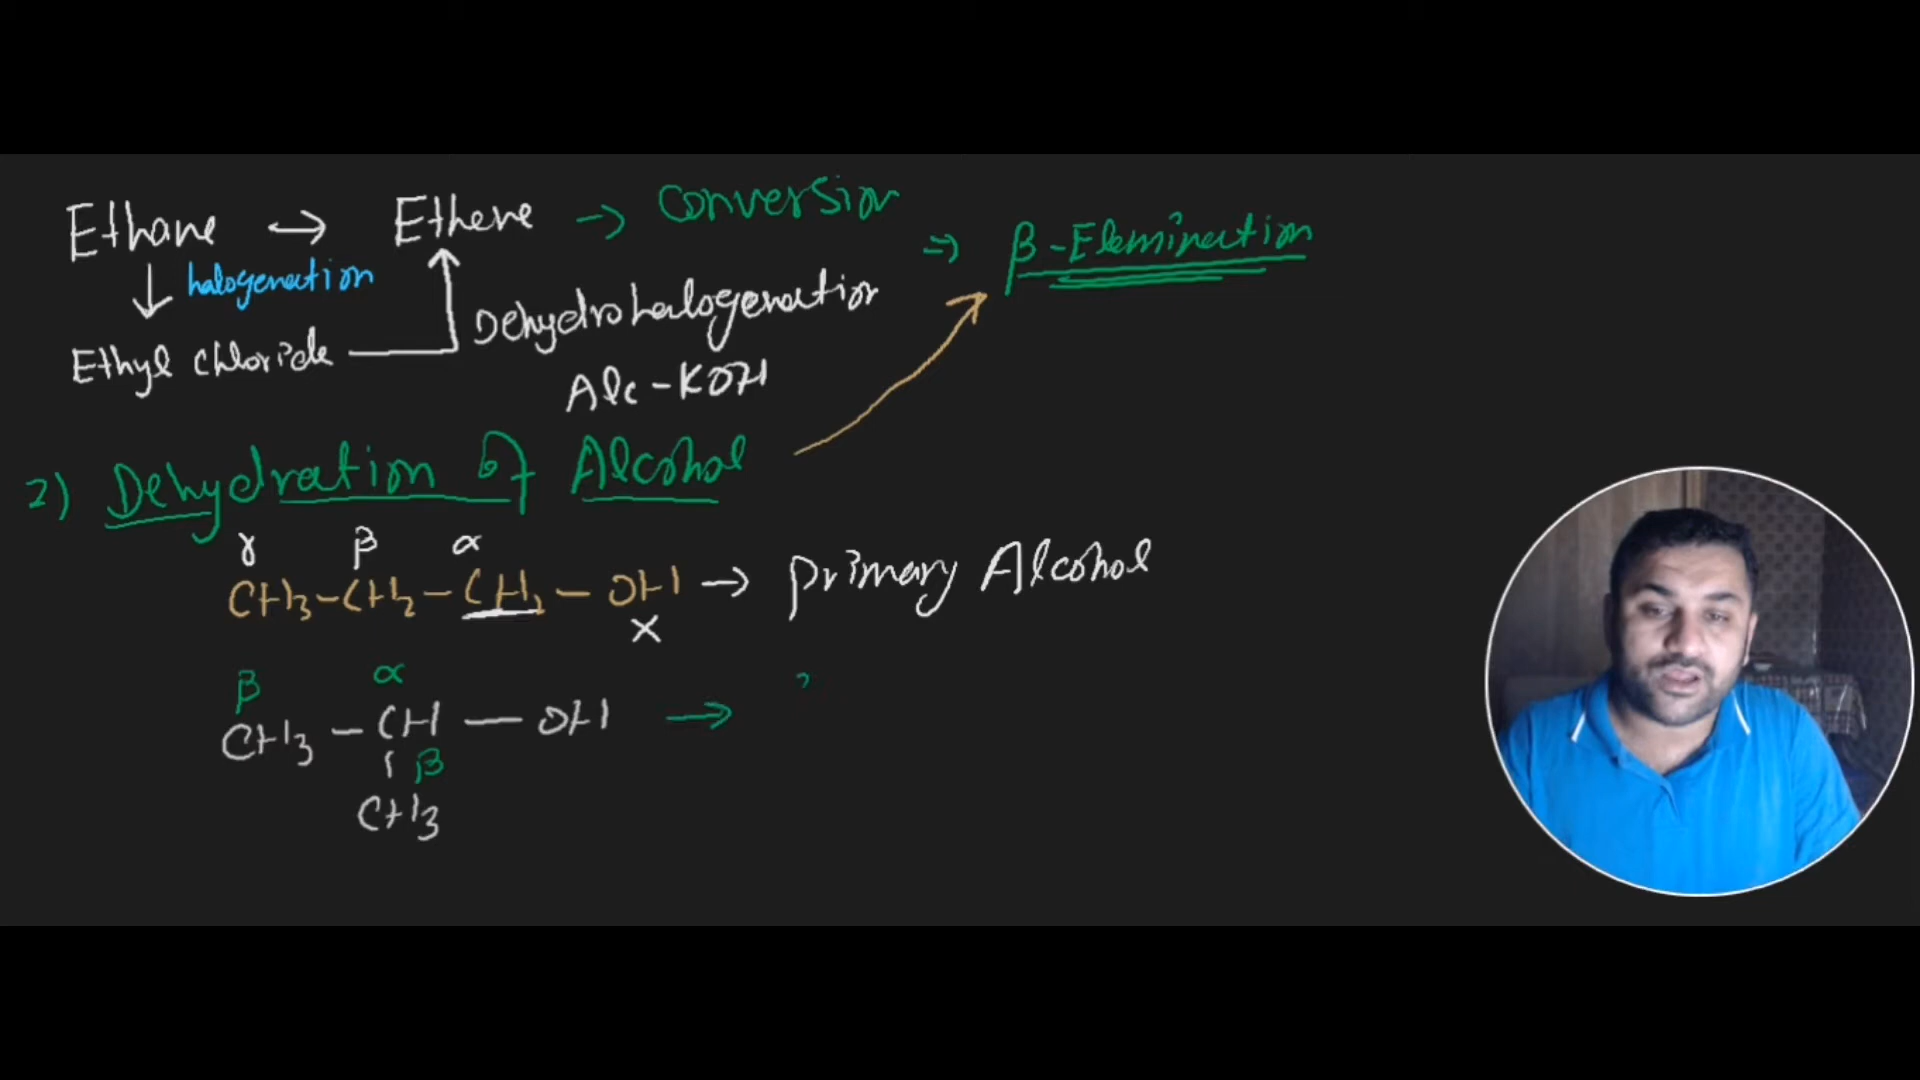 Ethane → Ethene → Conversion
⇒ β-Elemination
↓ halogenation
Dehydrohalogenation
Ethyl chloride
Alc-KOH
2) Dehydration of Alcohol
γ β α
CH3-CH2-CH2-OH → primary Alcohol
X
β α
CH3-CH-OH →
β
CH3